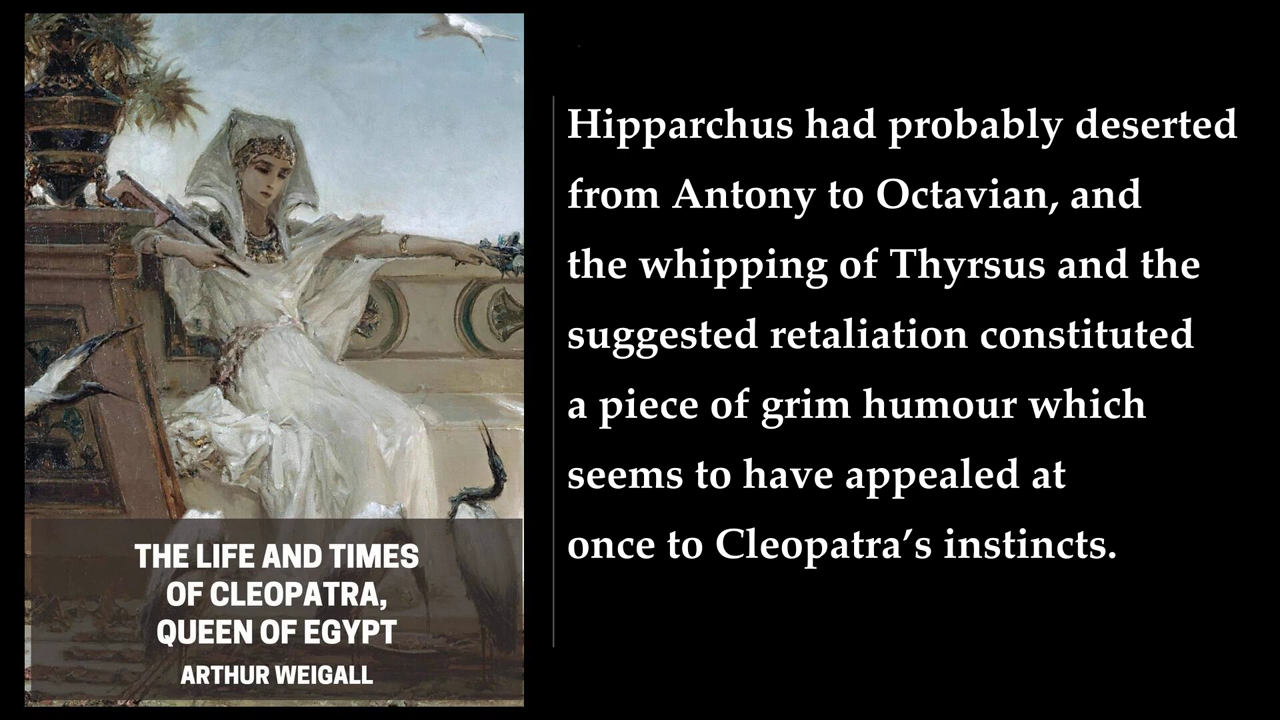 Hipparchus had probably deserted
from Antony to Octavian, and
the whipping of Thyrsus and the
suggested retaliation constituted
a piece of grim humour which
seems to have appealed at
once to Cleopatra’s instincts.
THE LIFE AND TIMES
OF CLEOPATRA,
QUEEN OF EGYPT
ARTHUR WEIGALL